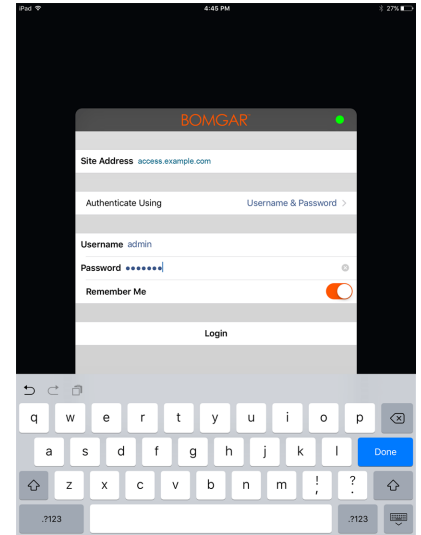 iPad 4:45 PM 27%
BOMGAR
Site Address access.example.com
Authenticate Using Username & Password
Username admin
Password •••••••
Remember Me
Login
q w e r t y u i o p
a s d f g h j k l Done
z x c v b n m ! , ? .
.?123 .?123